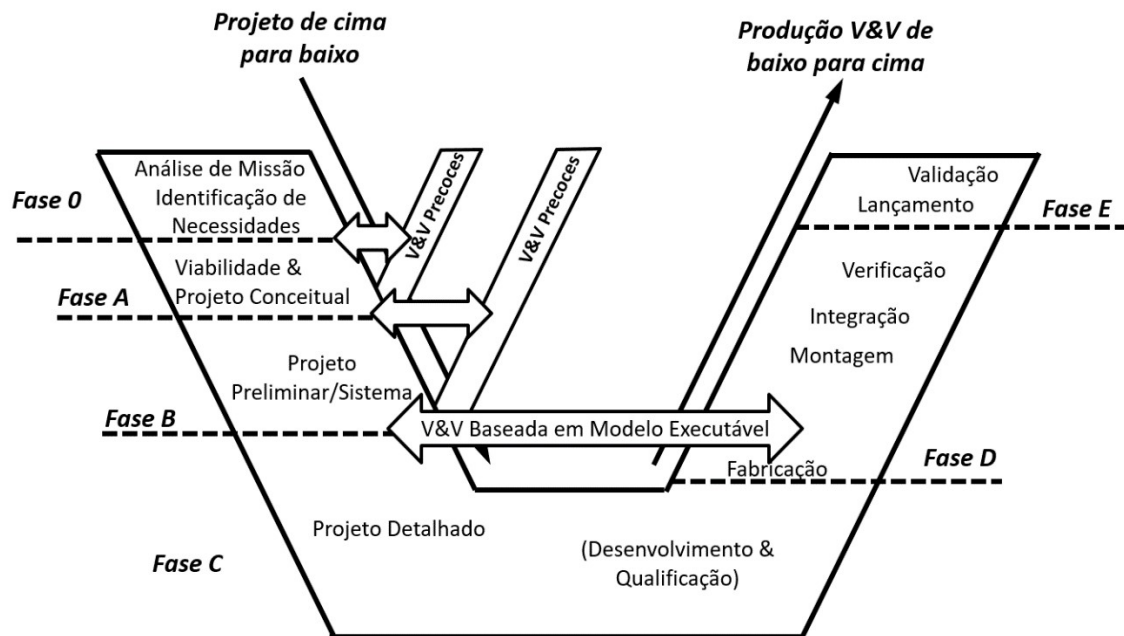 Projeto de cima
para baixo
Produção V&V de
baixo para cima
Análise de Missão
Identificação de
Necessidades
Fase 0
V&V Precoces
V&V Precoces
Validação
Lançamento
Fase E
Viabilidade &
Projeto Conceitual
Fase A
Verificação
Integração
Montagem
Projeto
Preliminar/Sistema
Fase B
V&V Baseada em Modelo Executável
Fabricação
Fase D
Projeto Detalhado
Fase C
(Desenvolvimento &
Qualificação)